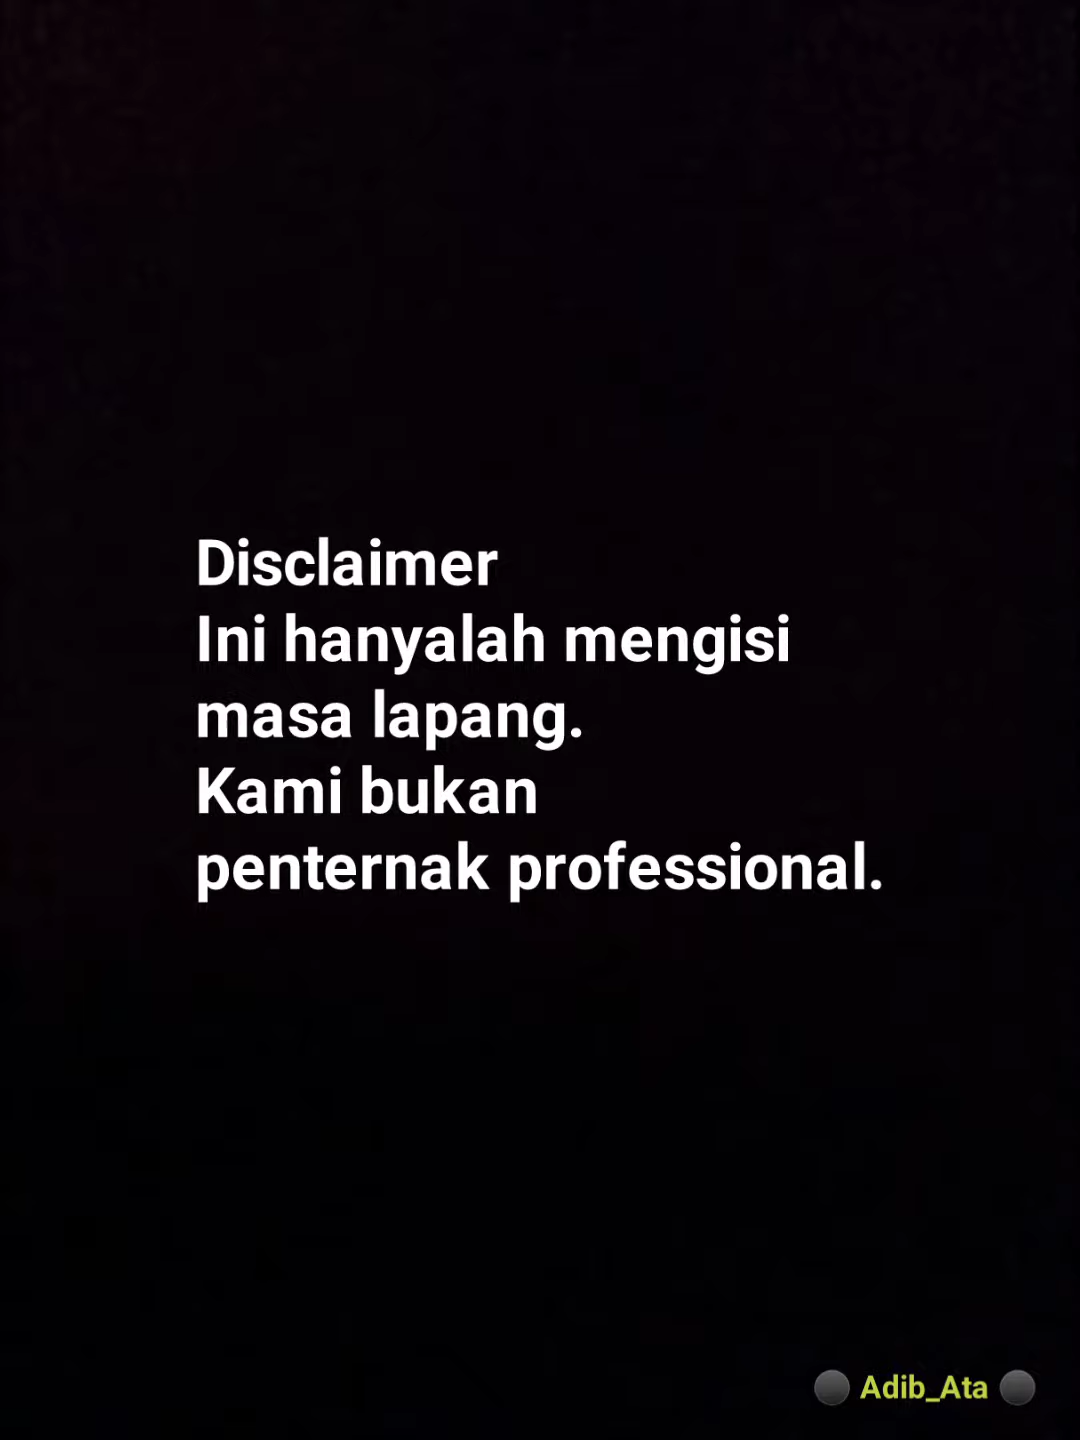 Disclaimer
Ini hanyalah mengisi
masa lapang.
Kami bukan
penternak professional.
Adib_Ata